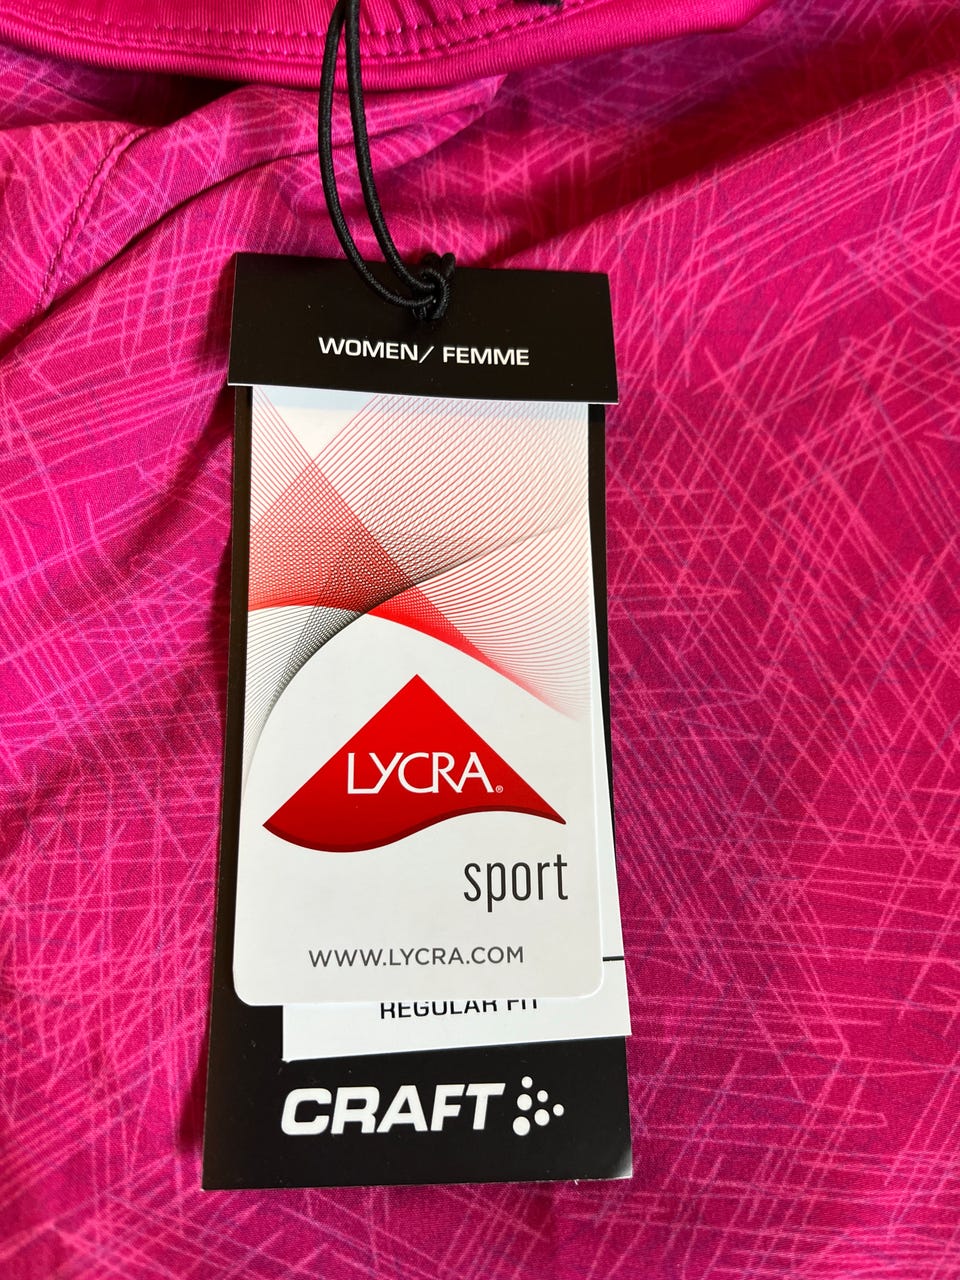 WOMEN/ FEMME
LYCRA®
sport
WWW.LYCRA.COM
REGULAR FIT
CRAFT